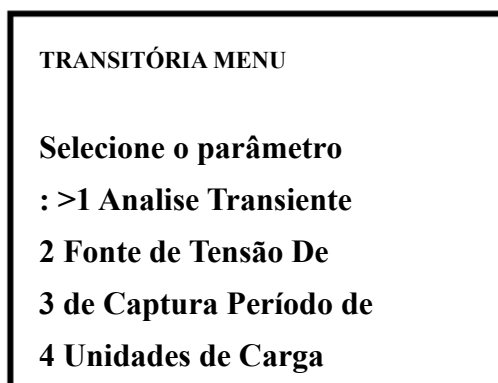 TRANSITÓRIA MENU
Selecione o parâmetro
: >1 Analise Transiente
2 Fonte de Tensão De
3 de Captura Período de
4 Unidades de Carga